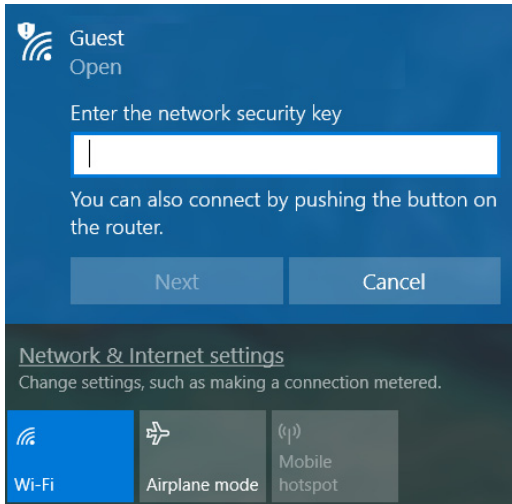 Guest
Open
Enter the network security key
You can also connect by pushing the button on
the router.
Next
Cancel
Network & Internet settings
Change settings, such as making a connection metered.
Wi-Fi
Airplane mode
Mobile
hotspot